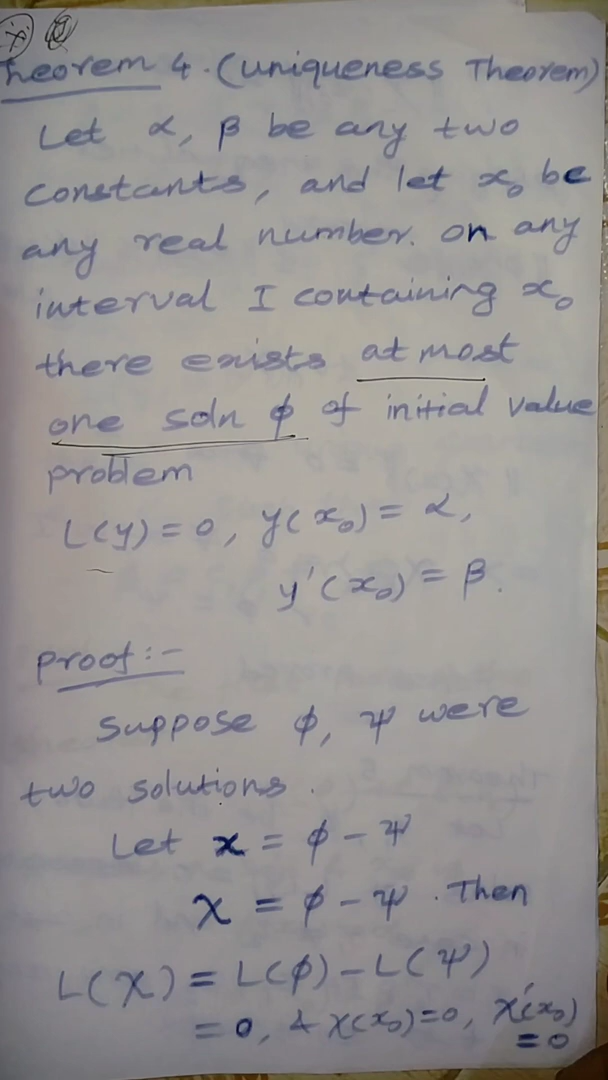 Theorem 4. (Uniqueness Theorem)
Let α, β be any two
constants, and let x₀ be
any real number. on any
interval I containing x₀
there exists at most
one soln ϕ of initial value
problem
L(y) = 0, y(x₀) = α,
y'(x₀) = β.
Proof:-
Suppose ϕ, ψ were
two solutions.
Let x = ϕ - ψ
χ = ϕ - ψ. Then
L(χ) = L(ϕ) - L(ψ)
= 0, & χ(x₀) = 0, χ'(x₀)
= 0